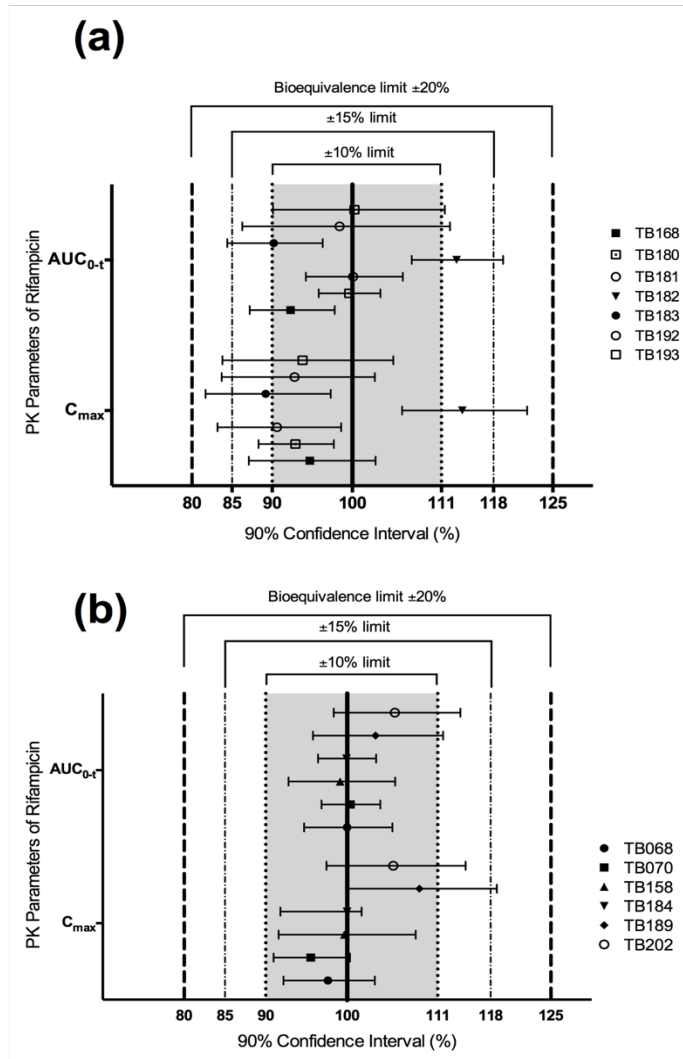 (a)
Bioequivalence limit ±20%
±15% limit
±10% limit
PK Parameters of Rifampicin
AUC0-t
Cmax
TB168
TB180
TB181
TB182
TB183
TB192
TB193
80 85 90 100 111 118 125
90% Confidence Interval (%)
(b)
Bioequivalence limit ±20%
±15% limit
±10% limit
PK Parameters of Rifampicin
AUC0-t
Cmax
TB068
TB070
TB158
TB184
TB189
TB202
80 85 90 100 111 118 125
90% Confidence Interval (%)